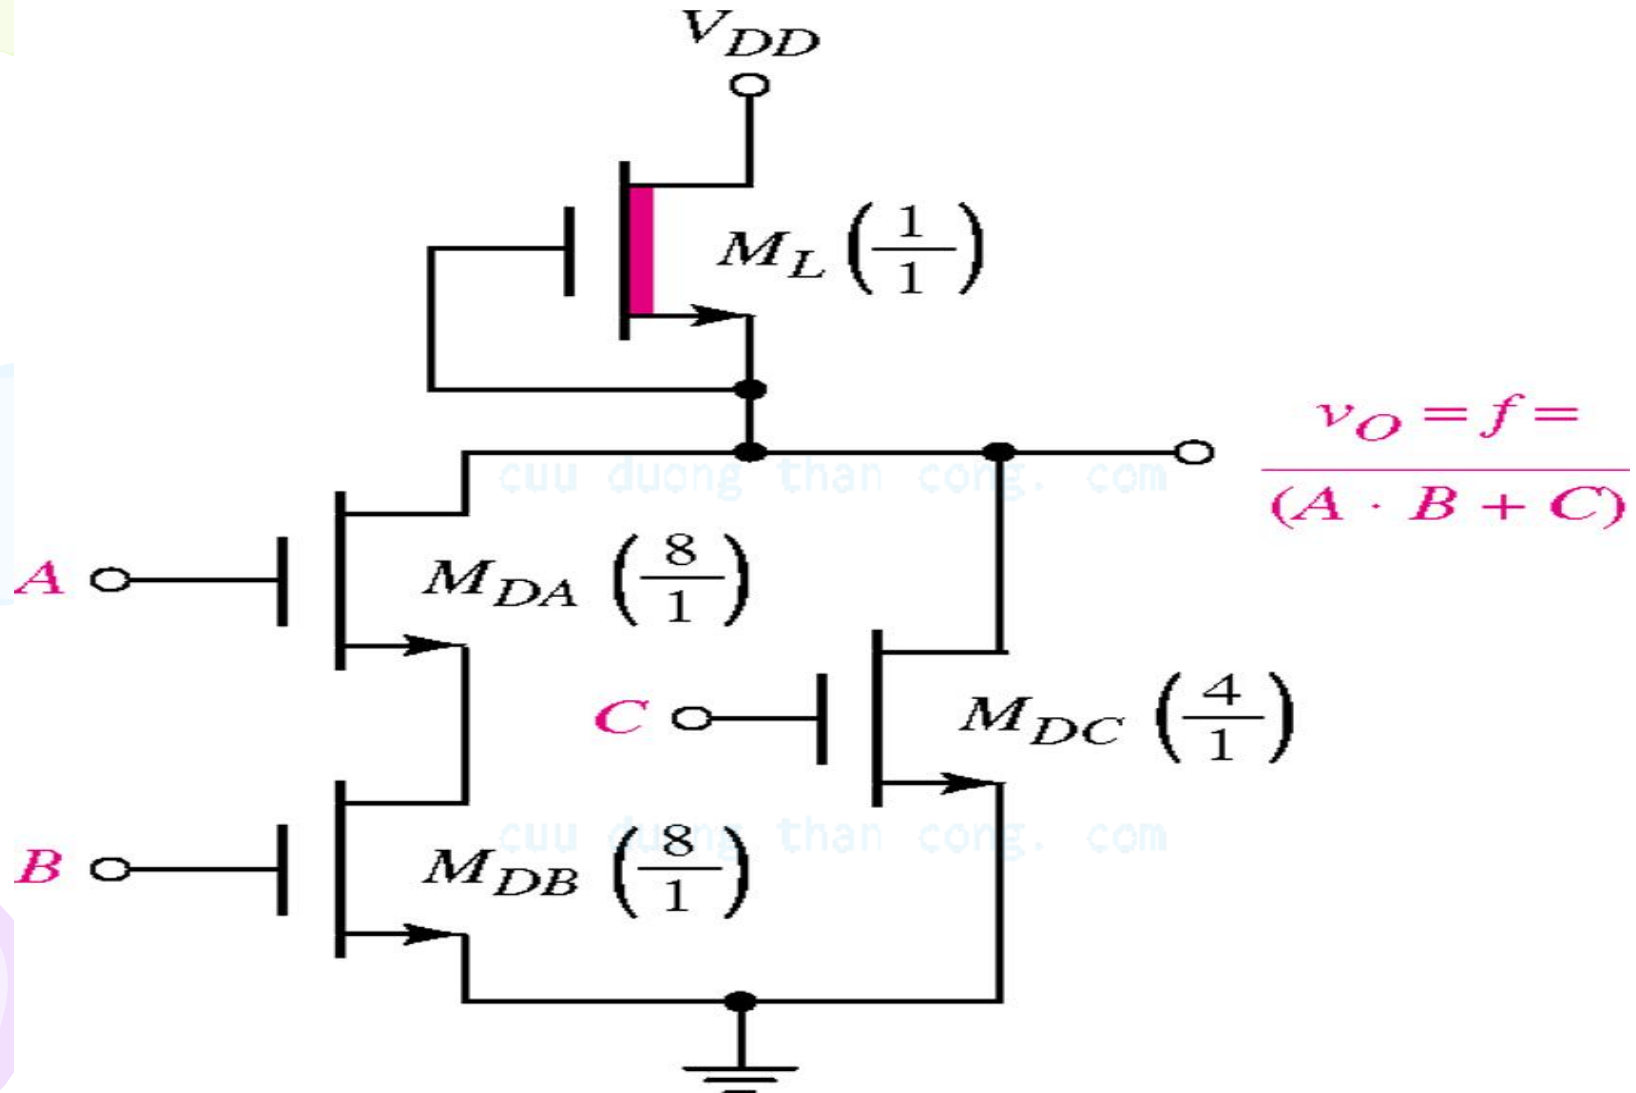 V_DD
M_L (1/1)
v_O = f =
\overline{(A · B + C)}
cuu duong than cong. com
A
M_DA (8/1)
C
M_DC (4/1)
cuu duong than cong. com
B
M_DB (8/1)